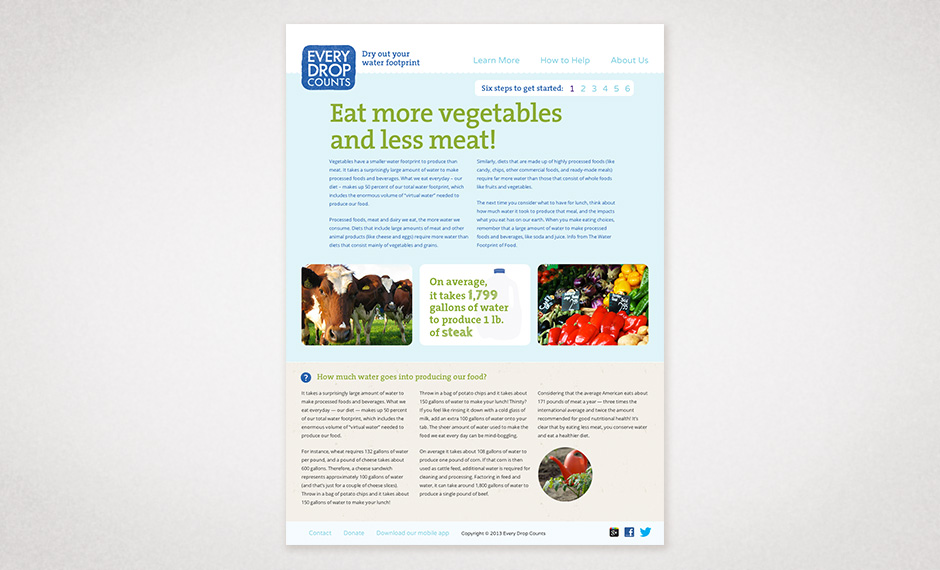 EVERY
DROP
COUNTS
Dry out your
water footprint
Learn More How to Help About Us
Six steps to get started: 1 2 3 4 5 6
Eat more vegetables
and less meat!
Vegetables have a smaller water footprint to produce than
meat. It takes a surprisingly large amount of water to make
processed foods and beverages. What we eat everyday – our
diet – makes up 50 percent of our total water footprint, which
includes the enormous volume of "virtual water" needed to
produce our food.
Processed foods, meat and dairy we eat, the more water we
consume. Diets that include large amounts of meat and other
animal products (like cheese and eggs) require more water than
diets that consist mainly of vegetables and grains.
Similarly, diets that are made up of highly processed foods (like
candy, chips, other commercial foods, and ready-made meals)
require far more water than those that consist of whole foods
like fruits and vegetables.
The next time you consider what to have for lunch, think about
how much water it took to produce that meal, and the impacts
what you eat has on our earth. When you make eating choices,
remember that a large amount of water to make processed
foods and beverages, like soda and juice. Info from The Water
Footprint of Food.
On average,
it takes 1,799
gallons of water
to produce 1 lb.
of steak
? How much water goes into producing our food?
It takes a surprisingly large amount of water to
make processed foods and beverages. What we
eat everyday — our diet — makes up 50 percent
of our total water footprint, which includes the
enormous volume of "virtual water" needed to
produce our food.
For instance, wheat requires 132 gallons of water
per pound, and a pound of cheese takes about
600 gallons. Therefore, a cheese sandwich
represents approximately 100 gallons of water
(and that's just for a couple of cheese slices).
Throw in a bag of potato chips and it takes about
150 gallons of water to make your lunch!
Throw in a bag of potato chips and it takes about
150 gallons of water to make your lunch! Thirsty?
If you feel like rinsing it down with a cold glass of
milk, add an extra 100 gallons of water onto your
tab. The sheer amount of water used to make the
food we eat every day can be mind-boggling.
On average it takes about 108 gallons of water to
produce one pound of corn. If that corn is then
used as cattle feed, additional water is required for
cleaning and processing. Factoring in feed and
water, it can take around 1,800 gallons of water to
produce a single pound of beef.
Considering that the average American eats about
171 pounds of meat a year — three times the
international average and twice the amount
recommended for good nutritional health! It's
clear that by eating less meat, you conserve water
and eat a healthier diet.
Contact Donate Download our mobile app Copyright © 2013 Every Drop Counts